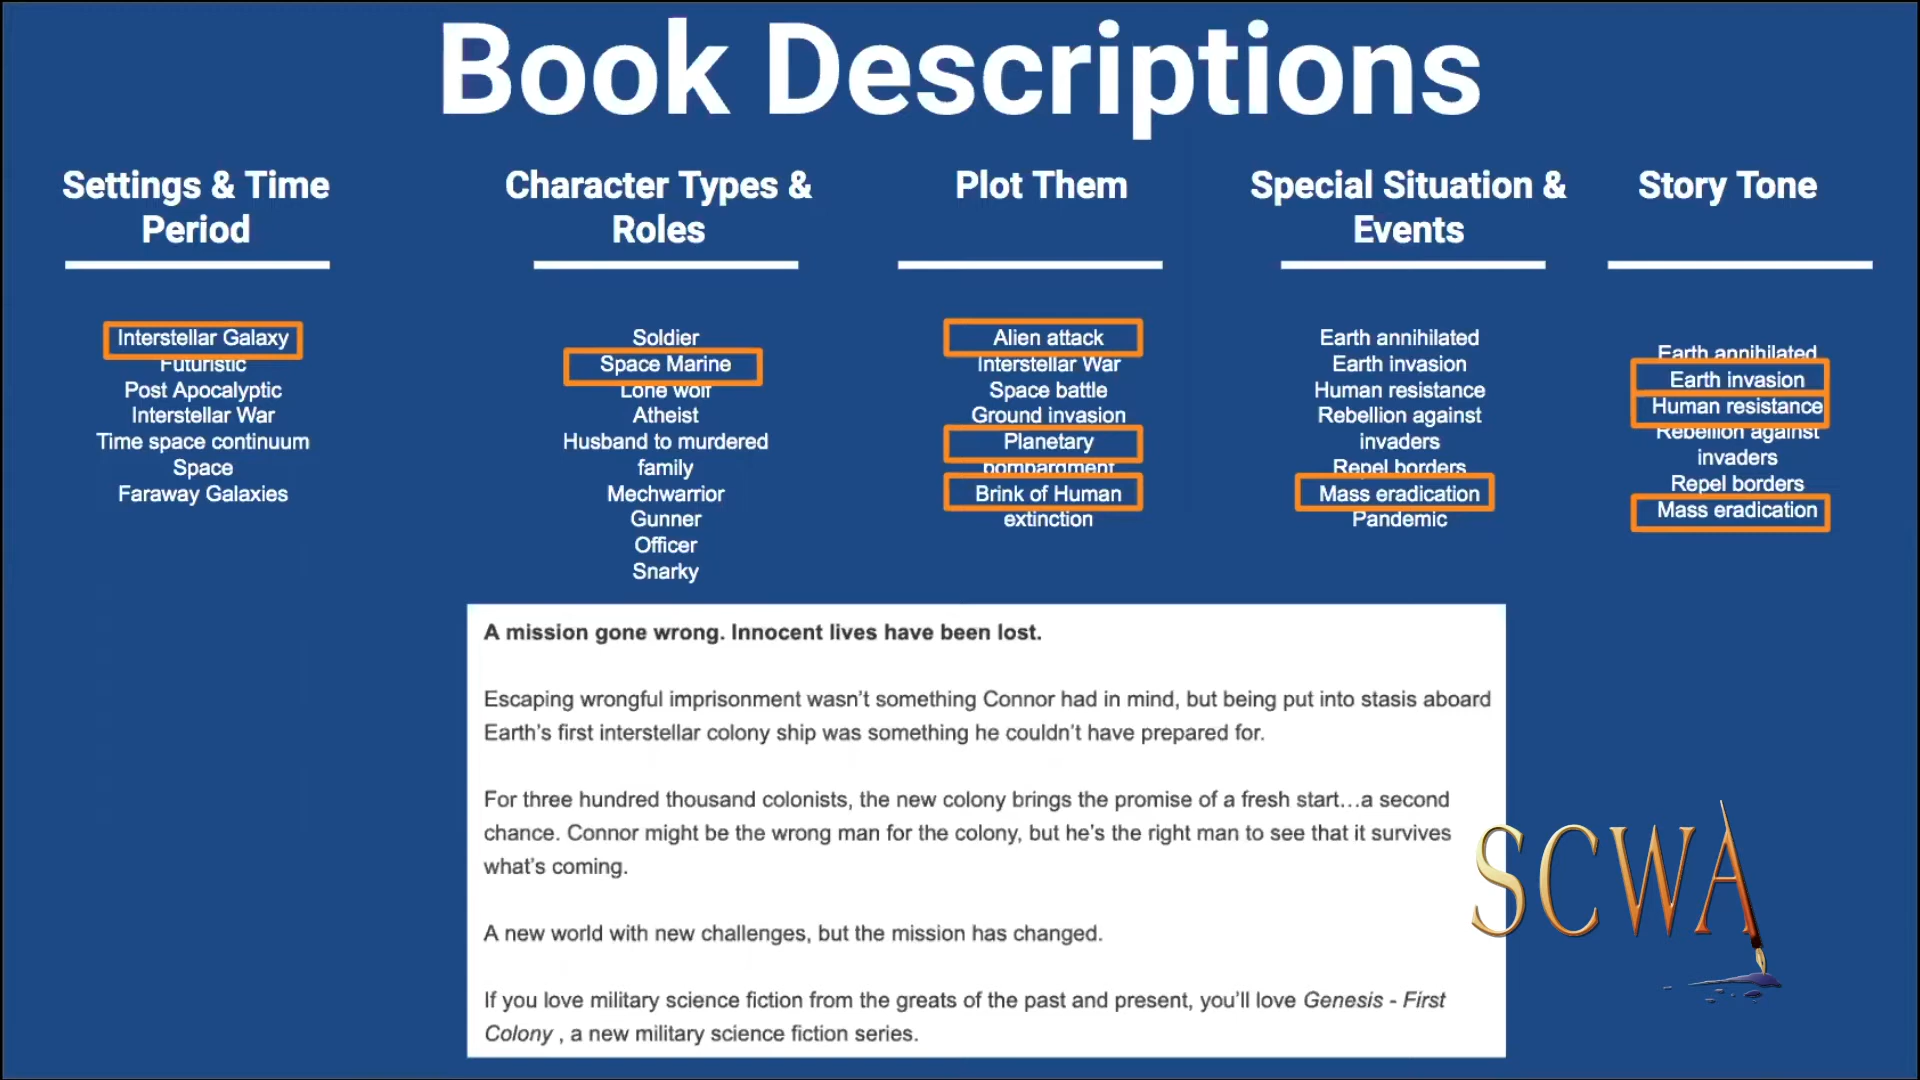 Book Descriptions
Settings & Time
Period
Interstellar Galaxy
Futuristic
Post Apocalyptic
Interstellar War
Time space continuum
Space
Faraway Galaxies
Character Types &
Roles
Soldier
Space Marine
Lone wolf
Atheist
Husband to murdered
family
Mechwarrior
Gunner
Officer
Snarky
Plot Them
Alien attack
Interstellar War
Space battle
Ground invasion
Planetary
bombardment
Brink of Human
extinction
Special Situation &
Events
Earth annihilated
Earth invasion
Human resistance
Rebellion against
invaders
Repel borders
Mass eradication
Pandemic
Story Tone
Earth annihilated
Earth invasion
Human resistance
Rebellion against
invaders
Repel borders
Mass eradication
A mission gone wrong. Innocent lives have been lost.
Escaping wrongful imprisonment wasn't something Connor had in mind, but being put into stasis aboard
Earth's first interstellar colony ship was something he couldn't have prepared for.
For three hundred thousand colonists, the new colony brings the promise of a fresh start…a second
chance. Connor might be the wrong man for the colony, but he's the right man to see that it survives
what's coming.
A new world with new challenges, but the mission has changed.
If you love military science fiction from the greats of the past and present, you'll love Genesis - First
Colony , a new military science fiction series.
SCWA